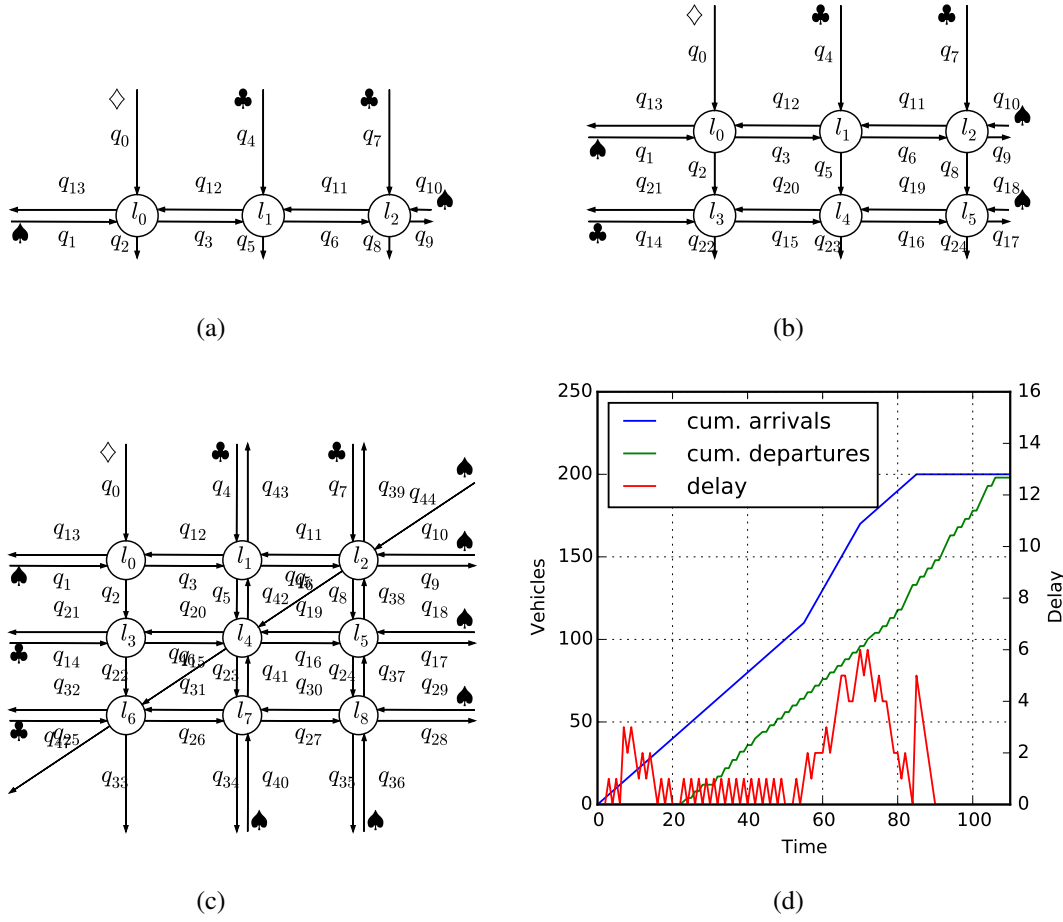 ♢ ♣ ♣
q0 q4 q7
q13 q12 q11 q10 ♠
l0 l1 l2
♠ q1 q2 q3 q5 q6 q8 q9
(a)
♢ ♣ ♣
q0 q4 q7
q13 q12 q11 q10 ♠
l0 l1 l2
♠ q1 q2 q3 q5 q6 q8 q9
q21 q20 q19 q18 ♠
l3 l4 l5
♣ q14 q22 q15 q23 q16 q24 q17
(b)
♢ ♣ ♣ ♠
q0 q4 q43 q7 q39 q44
q13 q12 q11 q10 ♠
l0 l1 l2
♠ q1 q2 q3 q5 q42 q6 q8 q38 q9
q21 q20 q19 q18 ♠
l3 l4 l5
♣ q14 q22 q15 q23 q41 q16 q24 q37 q17
q32 q31 q30 q29 ♠
l6 l7 l8
♣ q47 q25 q26 q27 q28
q33 q34 q40 q35 q36
♠ ♠
(c)
250 16
cum. arrivals
cum. departures
delay
14
200 12
150 10
8
100 6
50 4
2
0 0
0 20 40 60 80 100
Vehicles
Delay
Time
(d)